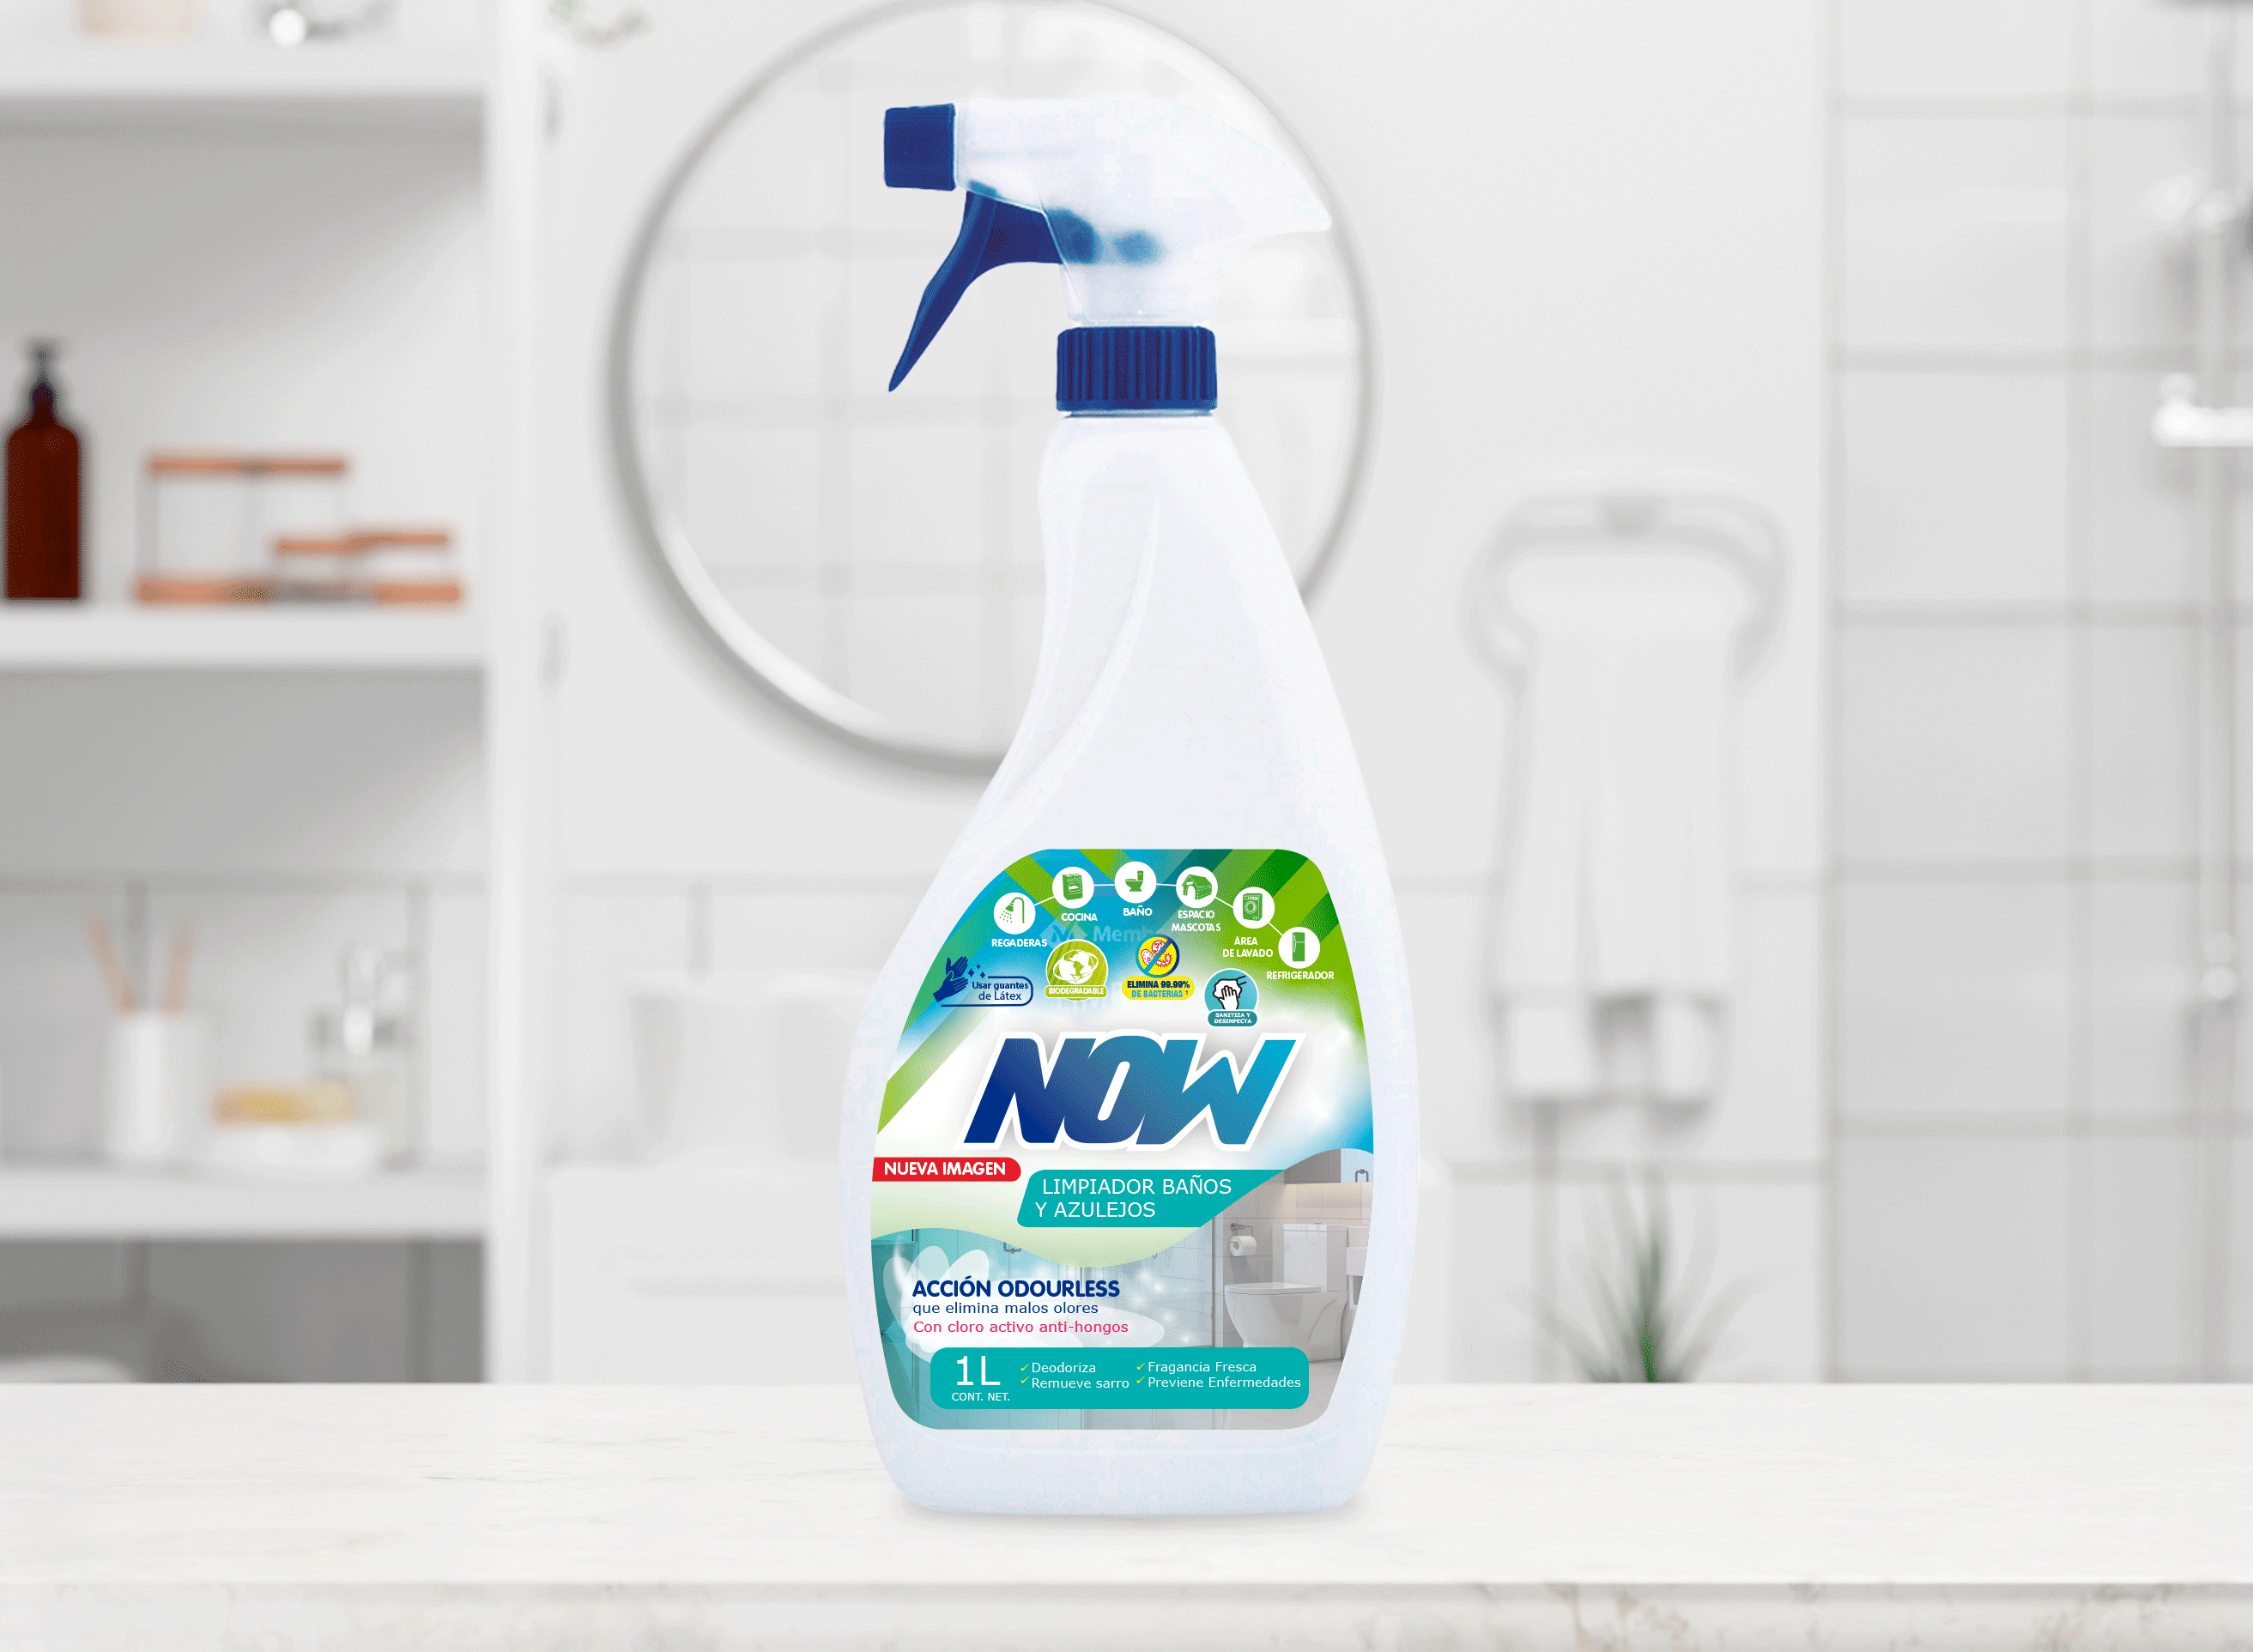 REGADERAS
COCINA
BAÑO
ESPACIO
MASCOTAS
ÁREA
DE LAVADO
REFRIGERADOR
Usar guantes
de Látex
BIODEGRADABLE
ELIMINA 99.99%
DE BACTERIAS 1
SANITIZA Y
DESINFECTA
NOW
NUEVA IMAGEN
LIMPIADOR BAÑOS
Y AZULEJOS
ACCIÓN ODOURLESS
que elimina malos olores
Con cloro activo anti-hongos
1L
CONT. NET.
✓ Deodoriza
✓ Remueve sarro
✓ Fragancia Fresca
✓ Previene Enfermedades